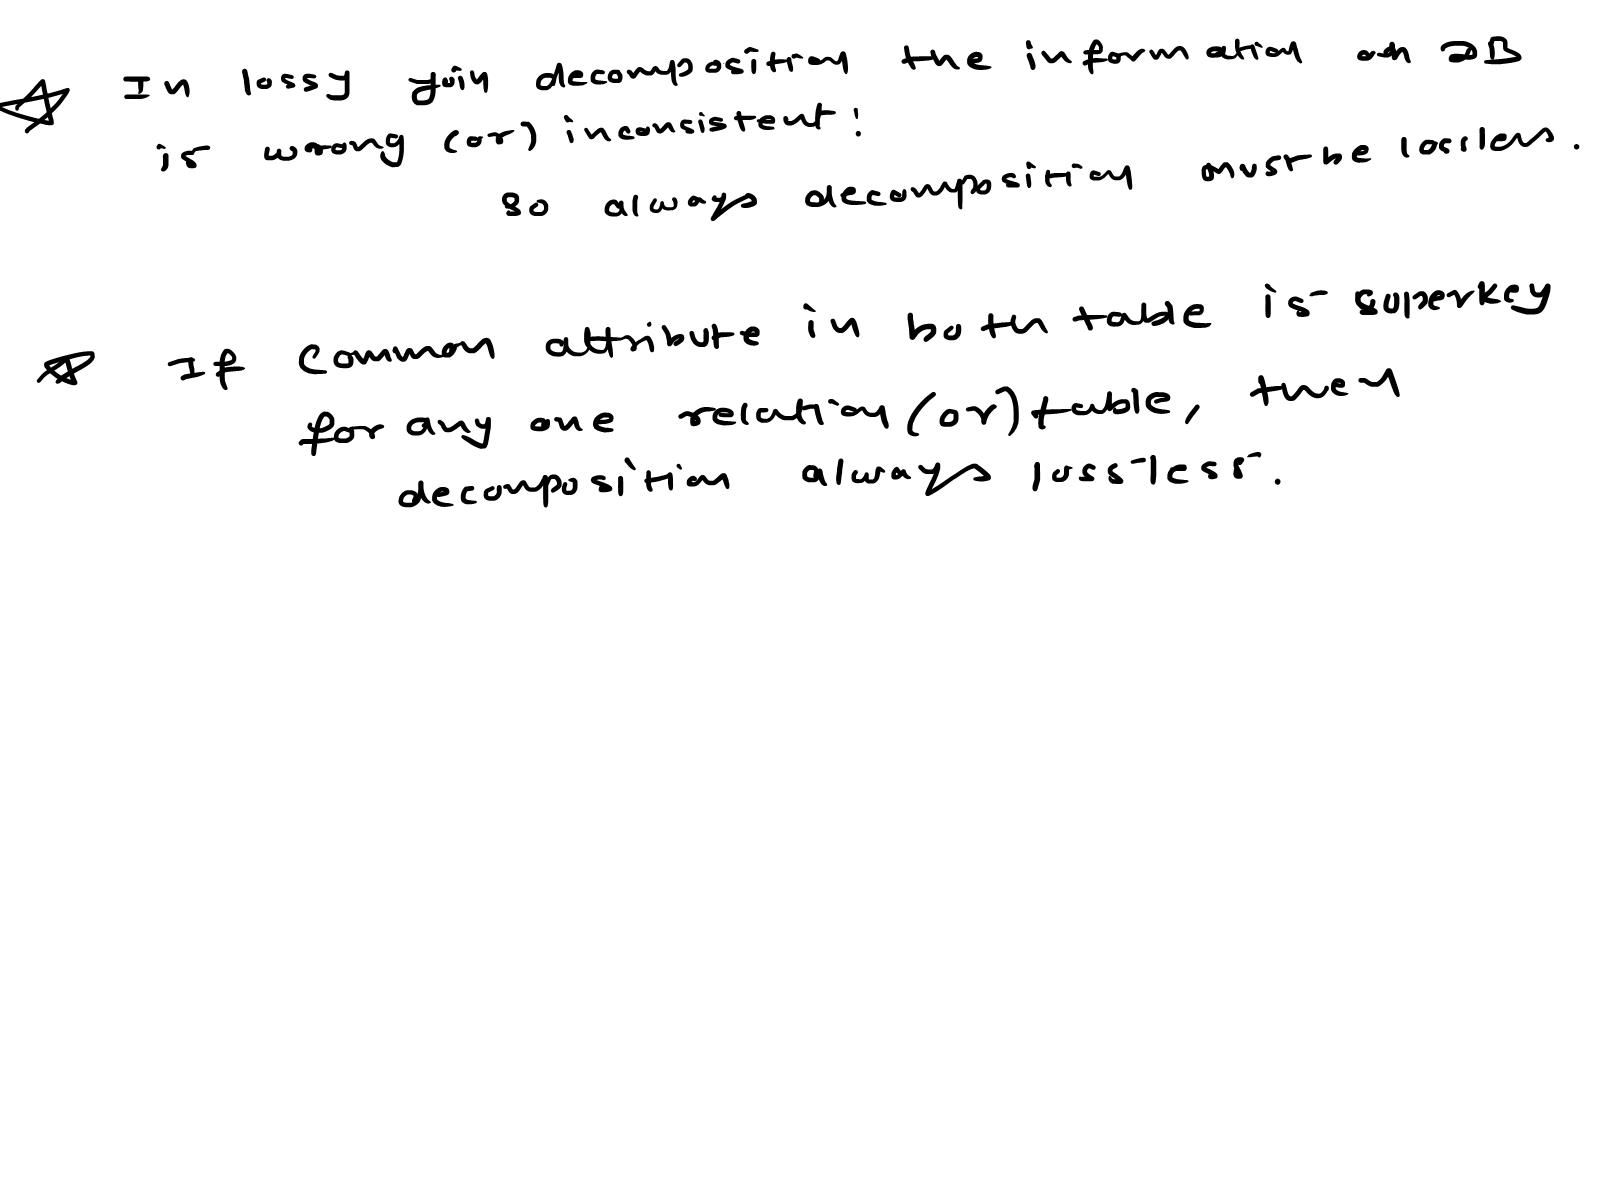 In lossy join decomposition the information on DB
is wrong (or) inconsistent!
So always decomposition must be lossless.
If common attribute in both table is superkey
for any one relation (or) table, then
decomposition always loss-less.